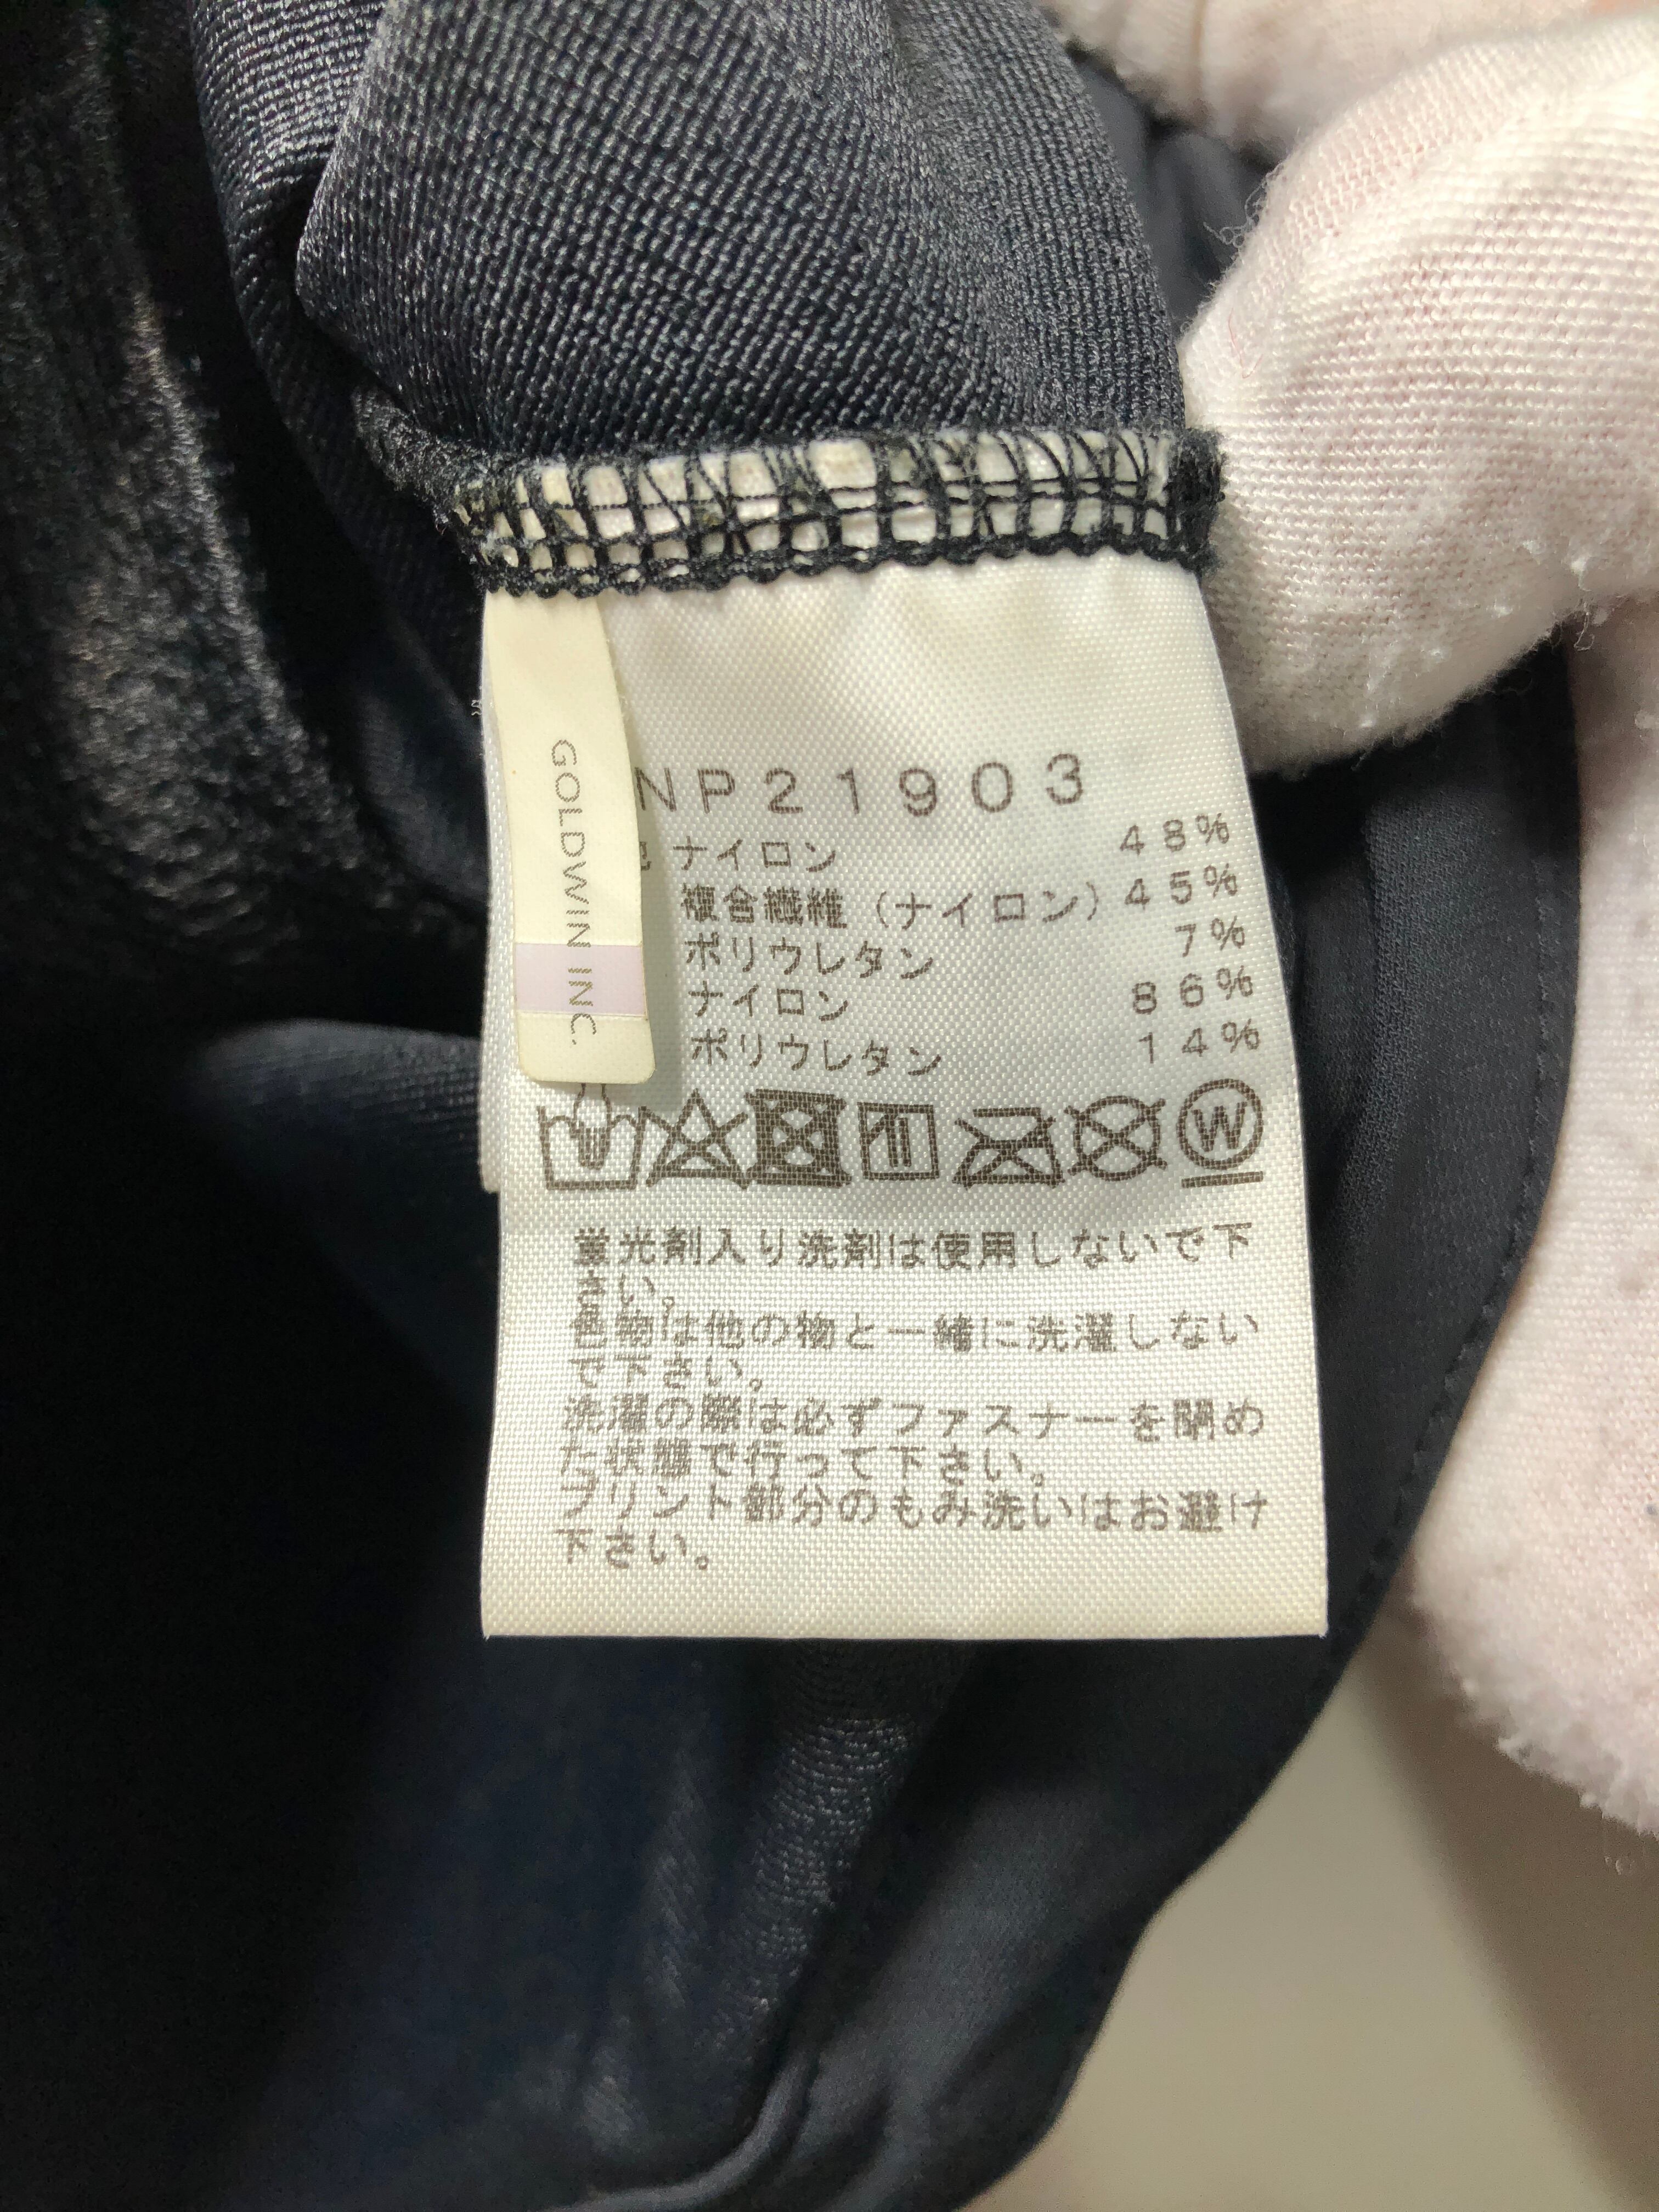 GOLDWIN INC.
NP21903
ナイロン 48%
複合繊維(ナイロン)45%
ポリウレタン 7%
ナイロン 86%
ポリウレタン 14%
W
蛍光剤入り洗剤は使用しないで下
さい。
色物は他の物と一緒に洗濯しない
で下さい。
洗濯の際は必ずファスナーを閉め
た状態で行って下さい。
プリント部分のもみ洗いはお避け
下さい。